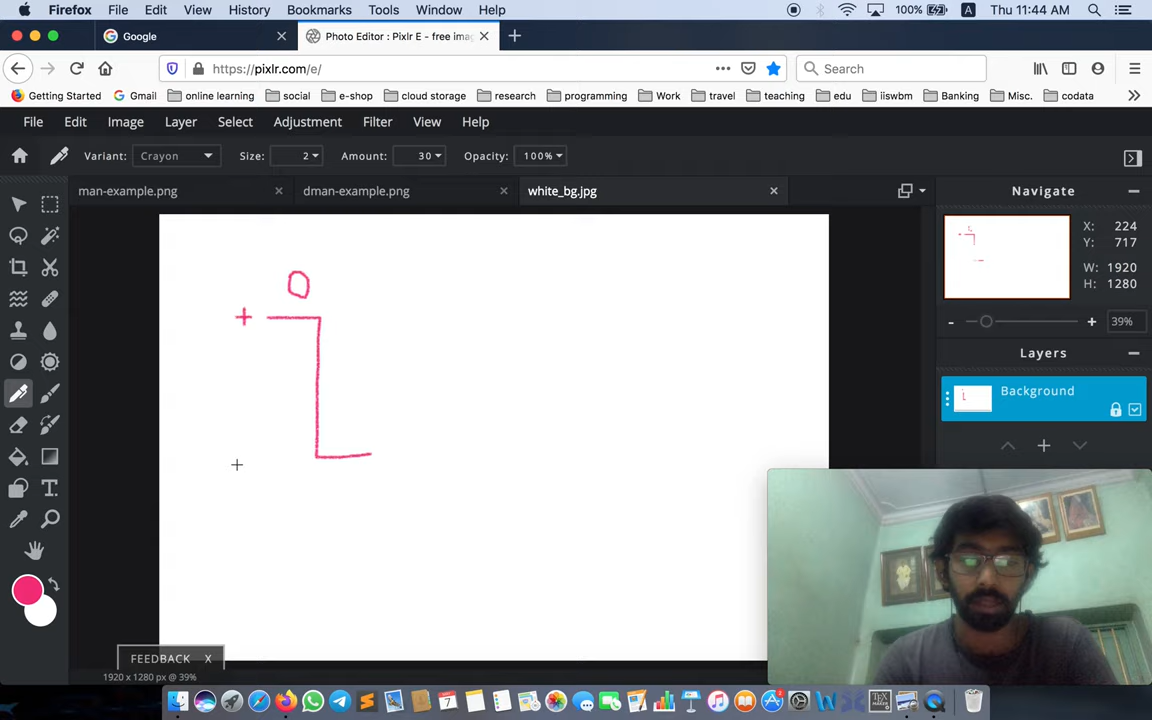 Firefox File Edit View History Bookmarks Tools Window Help 100% A Thu 11:44 AM
Google Photo Editor : Pixlr E - free imag
https://pixlr.com/e/ Search
Getting Started Gmail online learning social e-shop cloud storage research programming Work travel teaching edu iiswbm Banking Misc. codata
File Edit Image Layer Select Adjustment Filter View Help
Variant: Crayon Size: 2 Amount: 30 Opacity: 100%
man-example.png dman-example.png white_bg.jpg Navigate
X: 224
Y: 717
W: 1920
H: 1280
- + 39%
Layers
Background
0
+
T
FEEDBACK X
1920 x 1280 px @ 39%